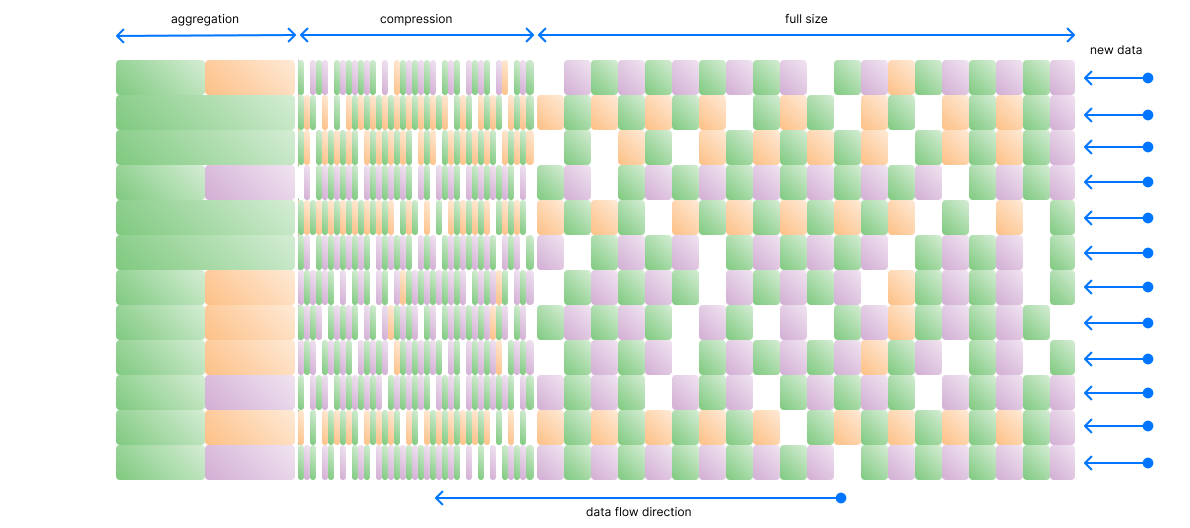 aggregation
compression
full size
new data
data flow direction